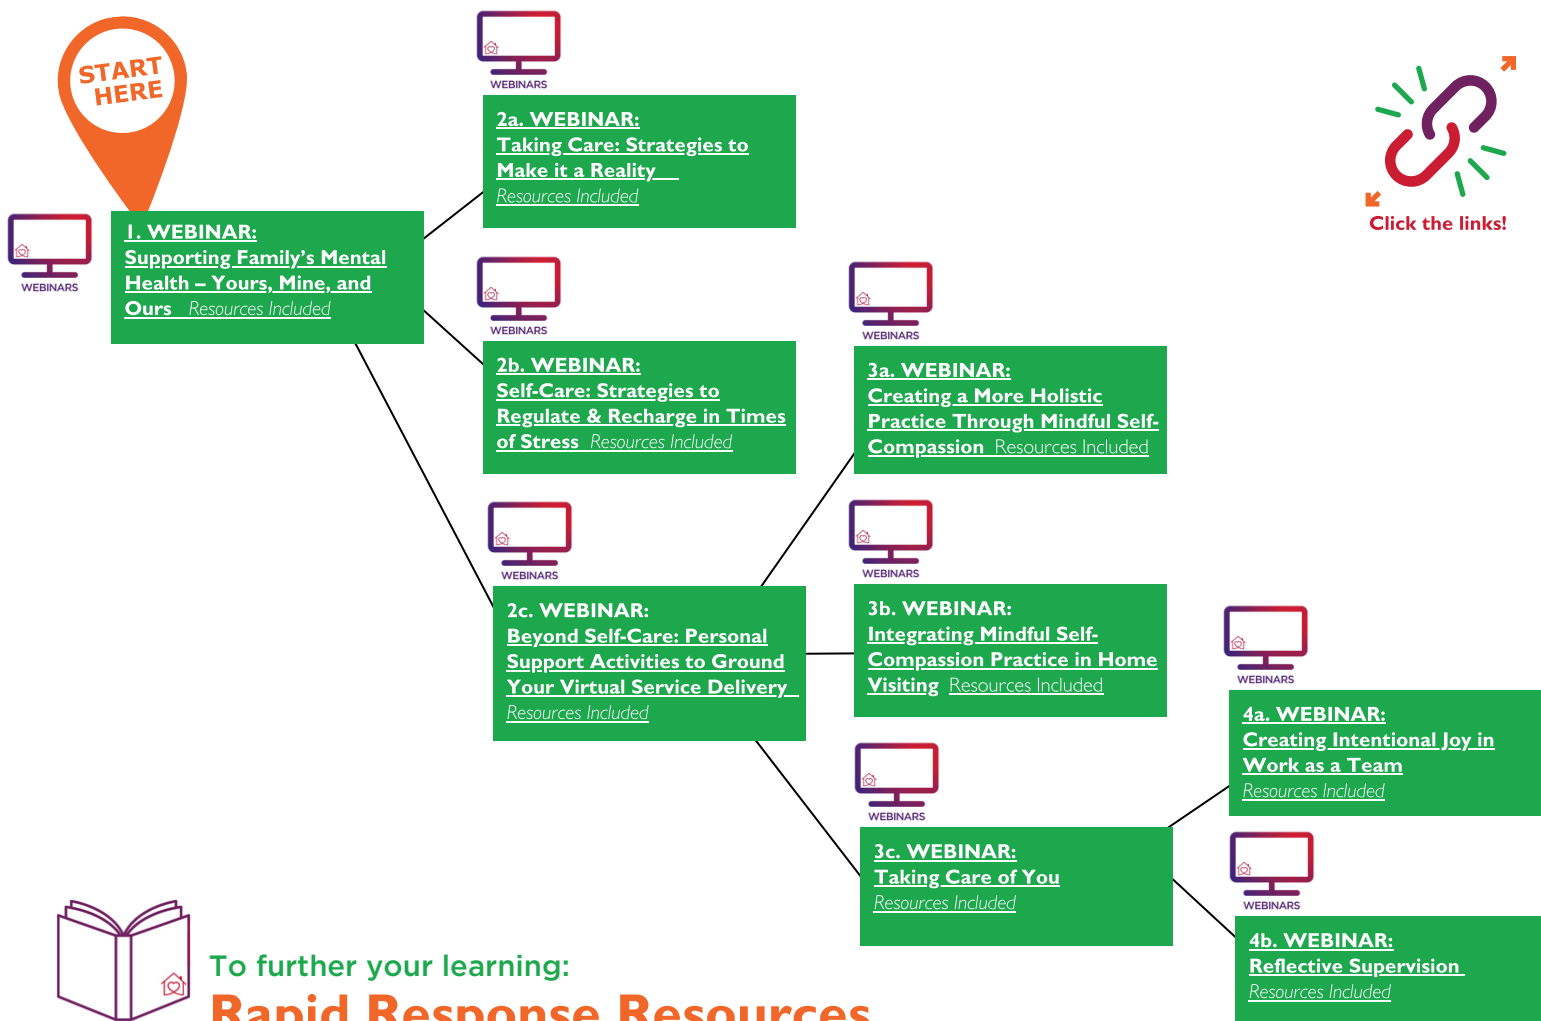 START
HERE
WEBINARS
1. WEBINAR:
Supporting Family’s Mental
Health – Yours, Mine, and
Ours Resources Included
WEBINARS
2a. WEBINAR:
Taking Care: Strategies to
Make it a Reality
Resources Included
WEBINARS
2b. WEBINAR:
Self-Care: Strategies to
Regulate & Recharge in Times
of Stress Resources Included
WEBINARS
2c. WEBINAR:
Beyond Self-Care: Personal
Support Activities to Ground
Your Virtual Service Delivery
Resources Included
WEBINARS
3a. WEBINAR:
Creating a More Holistic
Practice Through Mindful Self-
Compassion Resources Included
WEBINARS
3b. WEBINAR:
Integrating Mindful Self-
Compassion Practice in Home
Visiting Resources Included
WEBINARS
3c. WEBINAR:
Taking Care of You
Resources Included
WEBINARS
4a. WEBINAR:
Creating Intentional Joy in
Work as a Team
Resources Included
WEBINARS
4b. WEBINAR:
Reflective Supervision
Resources Included
Click the links!
To further your learning:
Rapid Response Resources